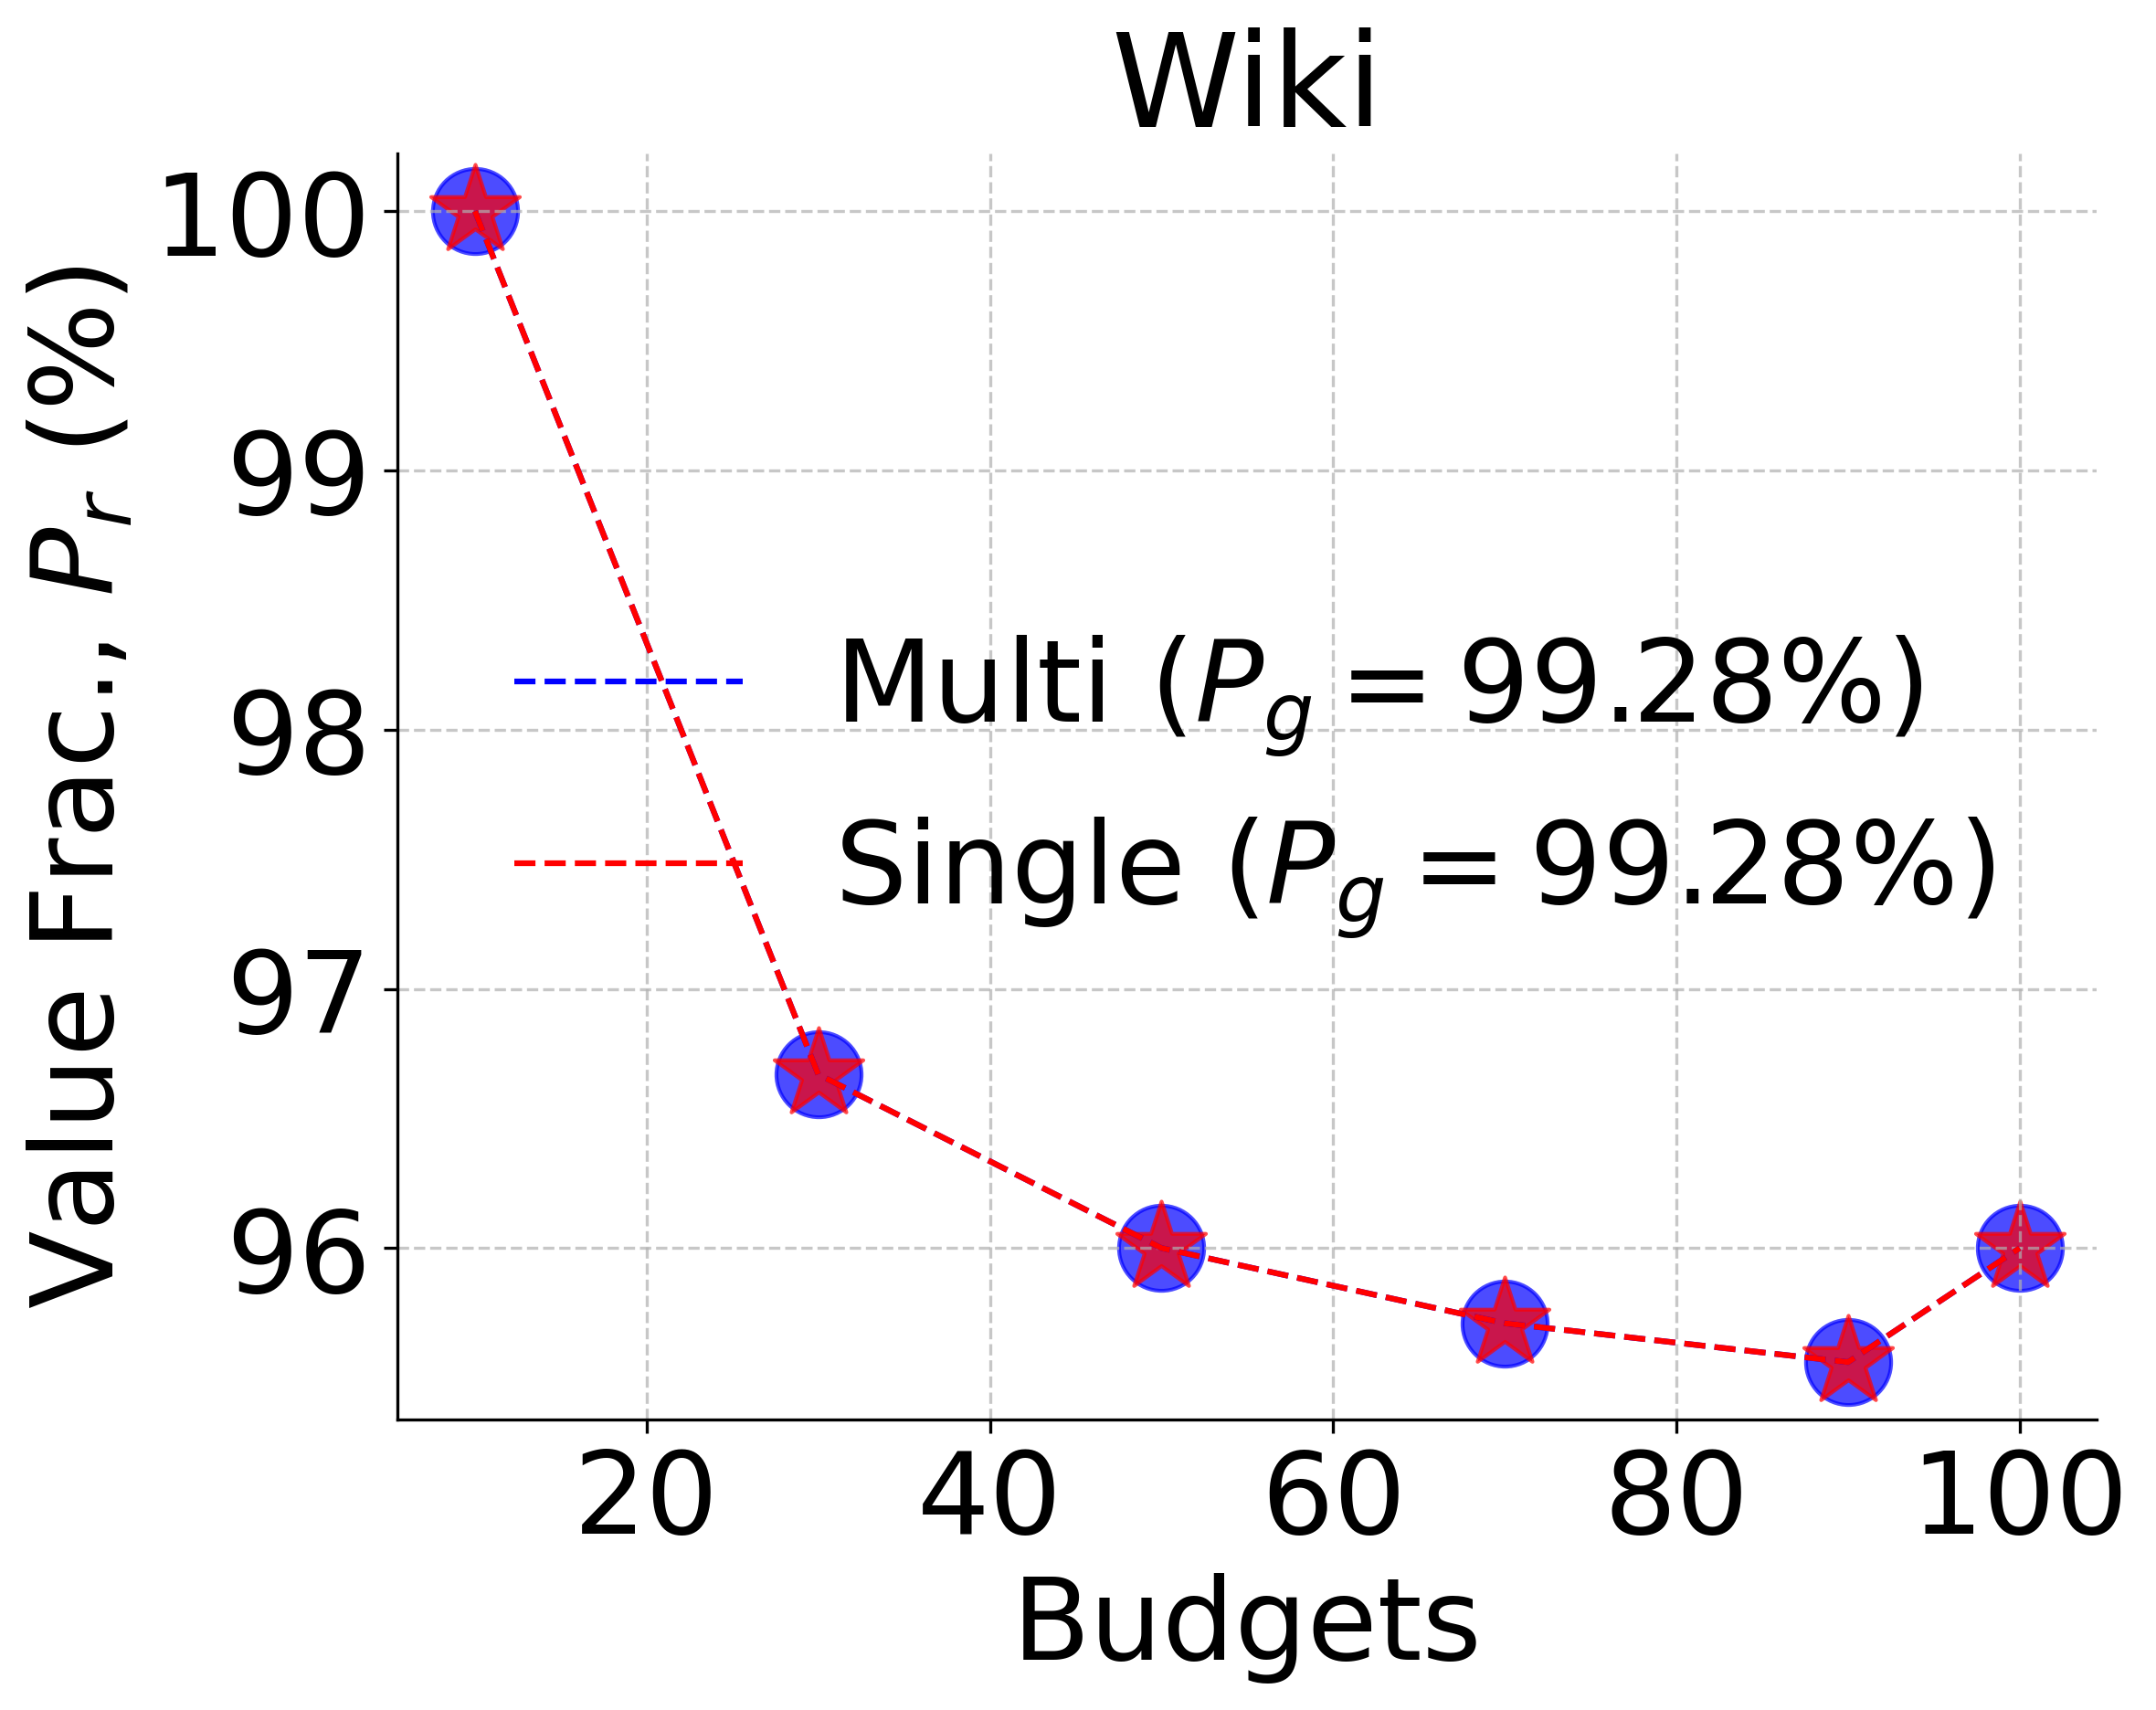 Wiki
Value Frac., P_r (%)
100
99
98
97
96
Multi (P_g = 99.28%)
Single (P_g = 99.28%)
20 40 60 80 100
Budgets